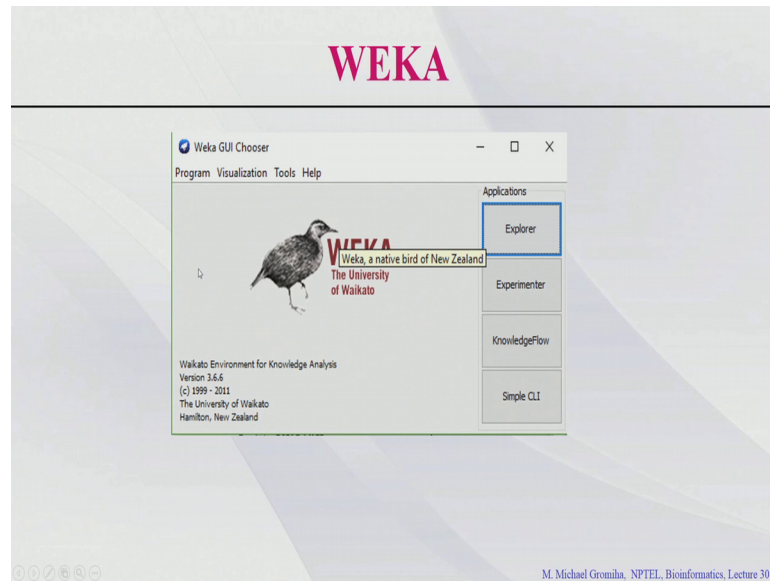 WEKA
Weka GUI Chooser
Program Visualization Tools Help
Applications
Explorer
WEKA
Weka, a native bird of New Zealand
The University
of Waikato
Experimenter
KnowledgeFlow
Simple CLI
Waikato Environment for Knowledge Analysis
Version 3.6.6
(c) 1999 - 2011
The University of Waikato
Hamilton, New Zealand
M. Michael Gromiha, NPTEL, Bioinformatics, Lecture 30